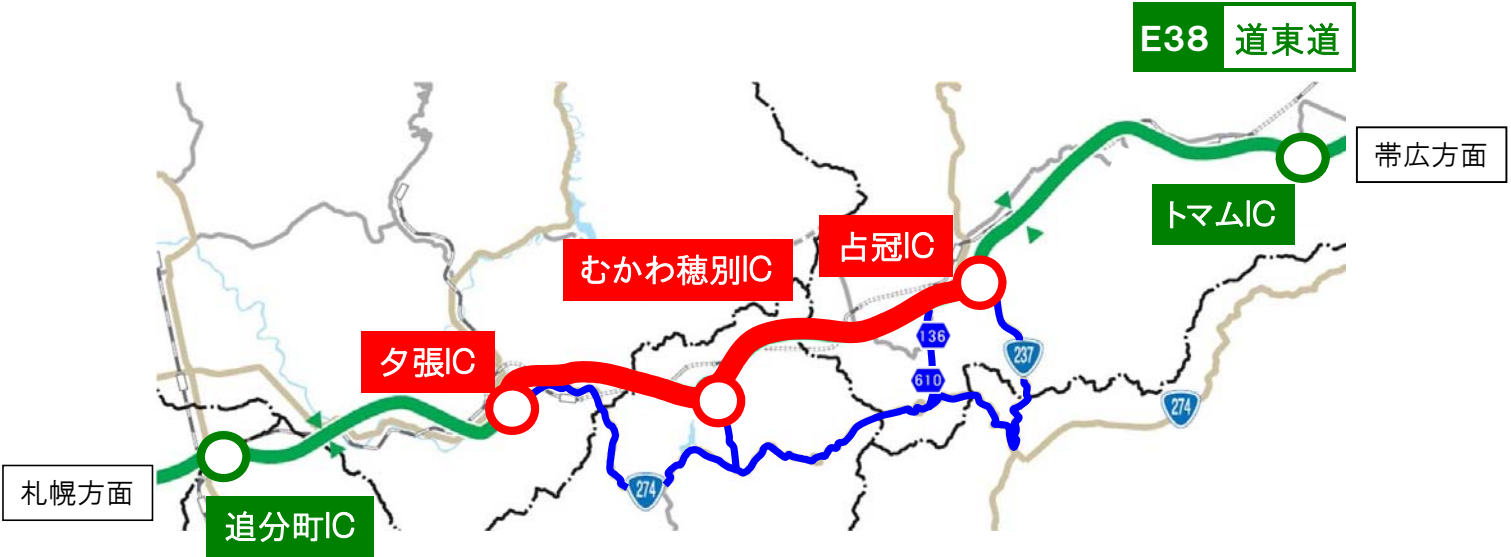 E38 道東道
帯広方面
トマムIC
占冠IC
むかわ穂別IC
136
夕張IC
237
610
274
274
札幌方面
追分町IC